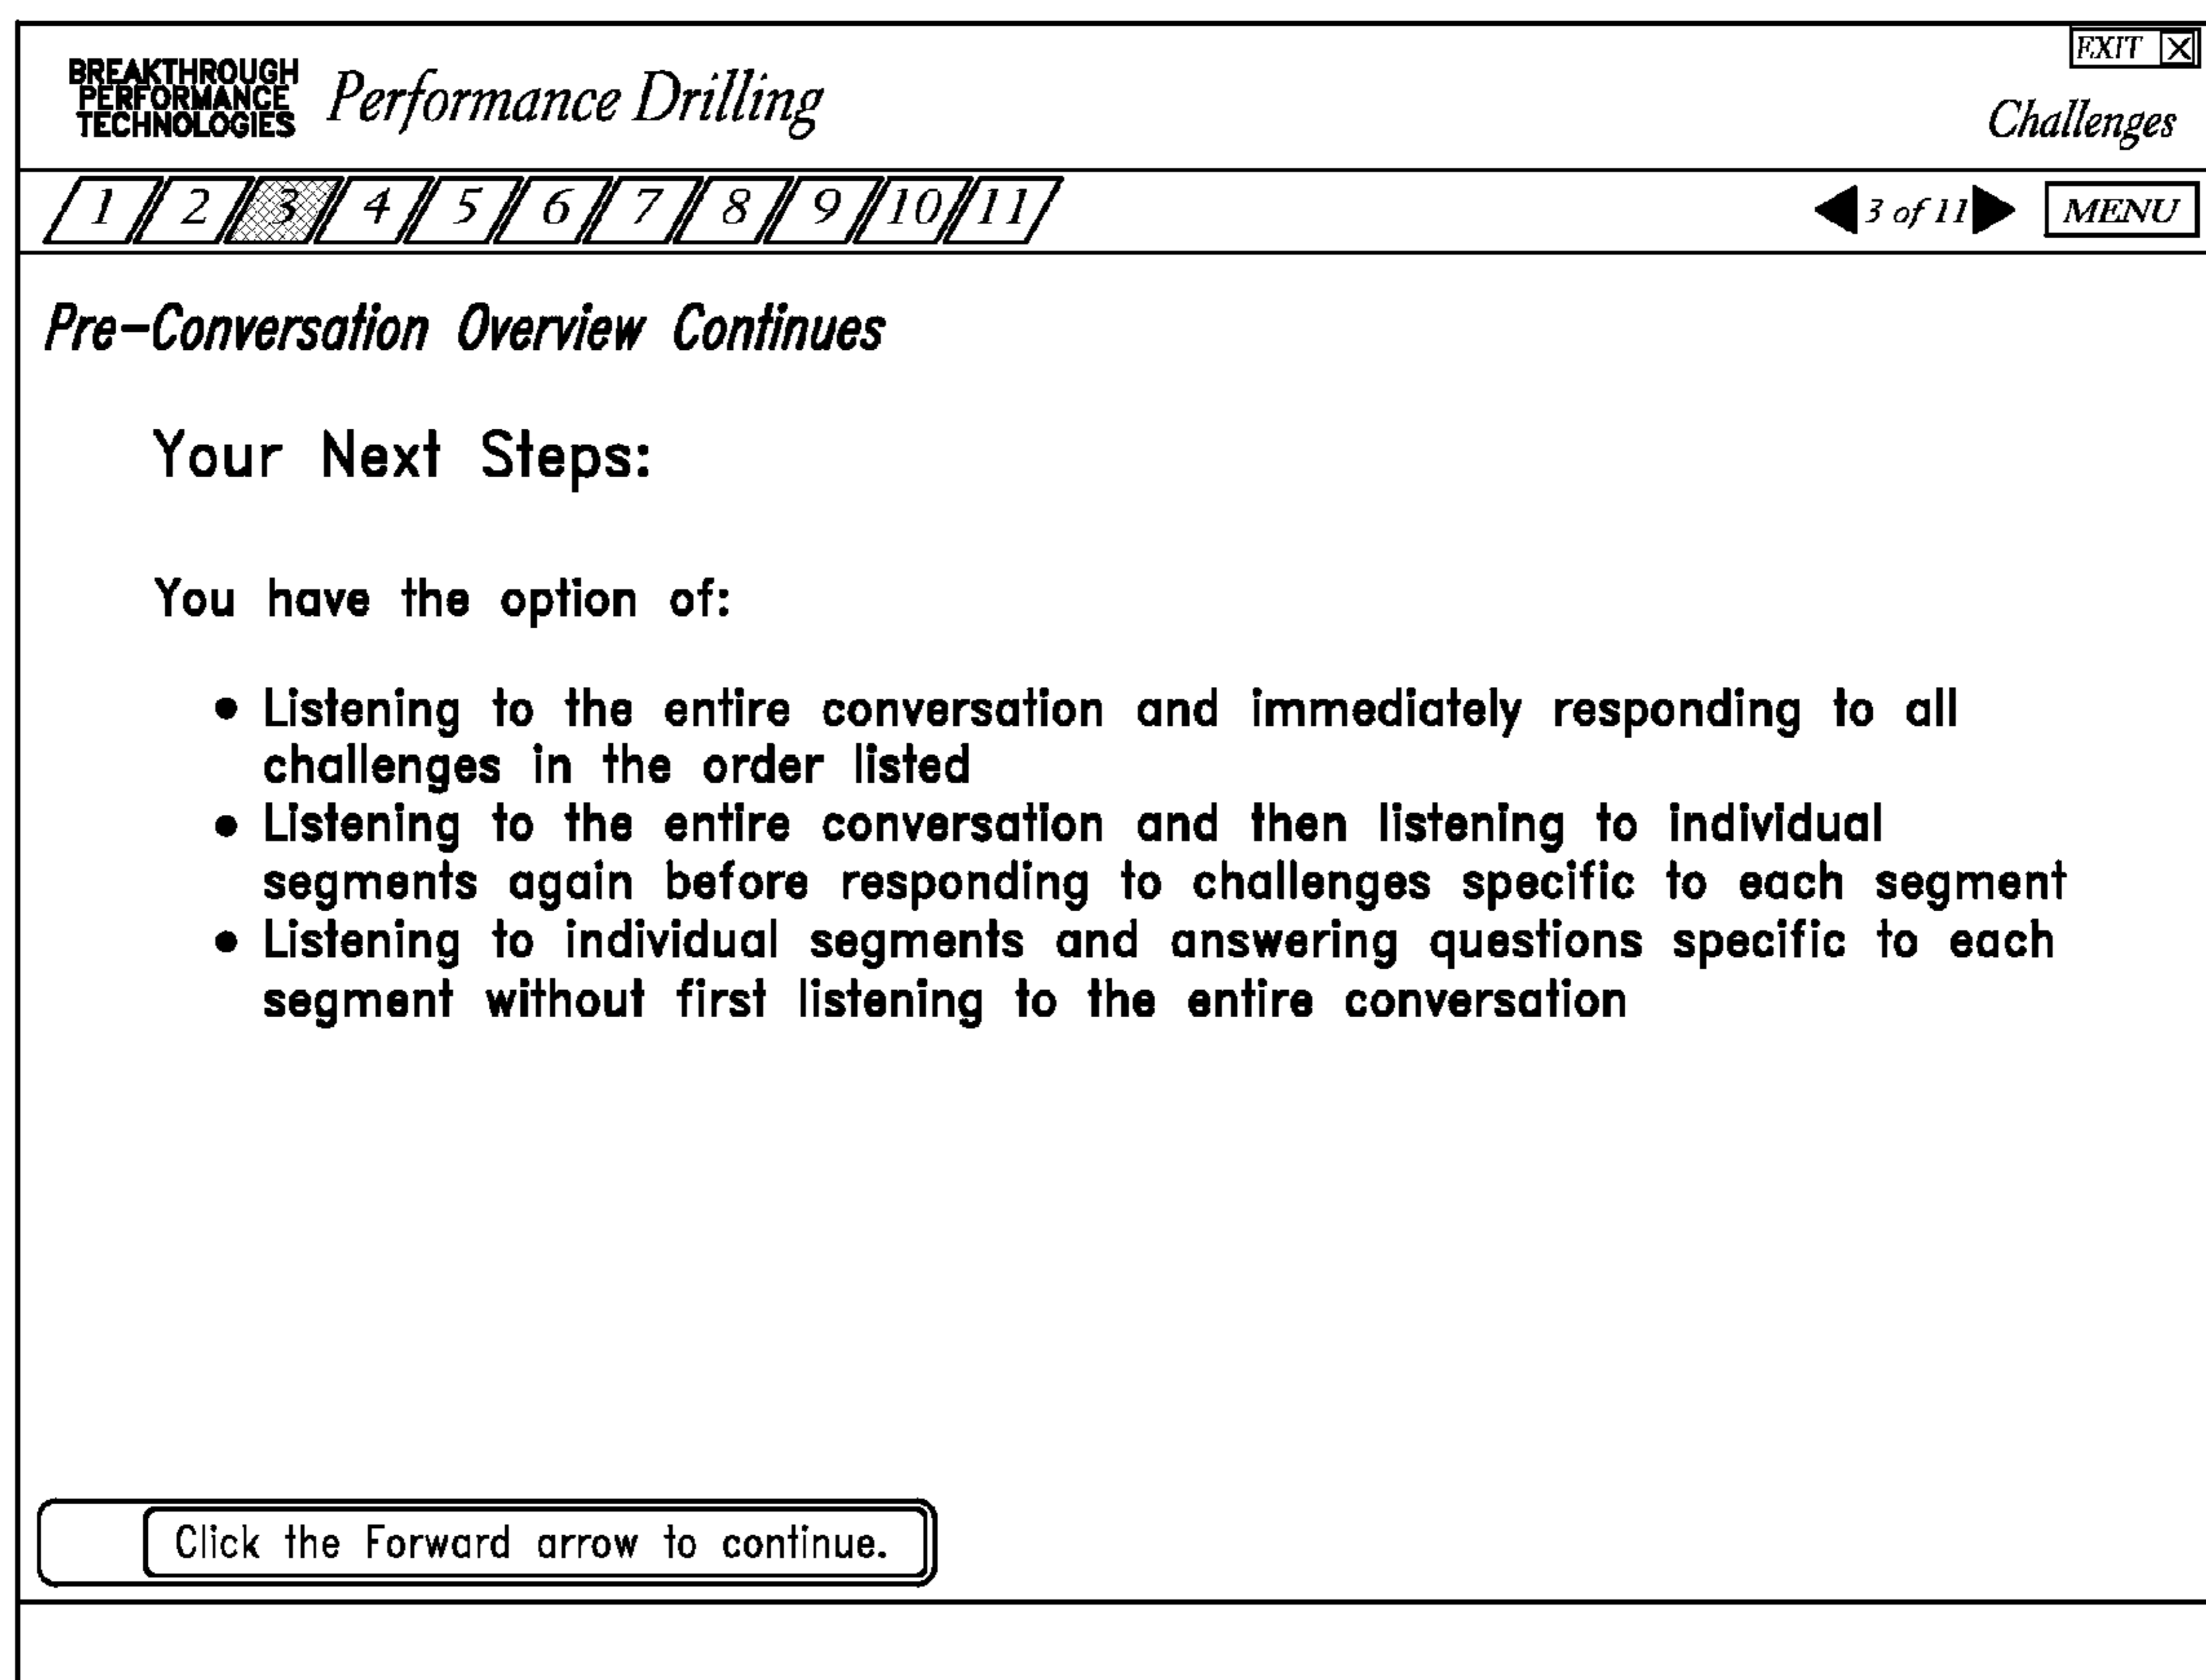 EXIT X
BREAKTHROUGH
PERFORMANCE
TECHNOLOGIES
Performance Drilling
Challenges
1 2 3 4 5 6 7 8 9 10 11
3 of 11
MENU
Pre-Conversation Overview Continues
Your Next Steps:
You have the option of:
• Listening to the entire conversation and immediately responding to all
challenges in the order listed
• Listening to the entire conversation and then listening to individual
segments again before responding to challenges specific to each segment
• Listening to individual segments and answering questions specific to each
segment without first listening to the entire conversation
Click the Forward arrow to continue.